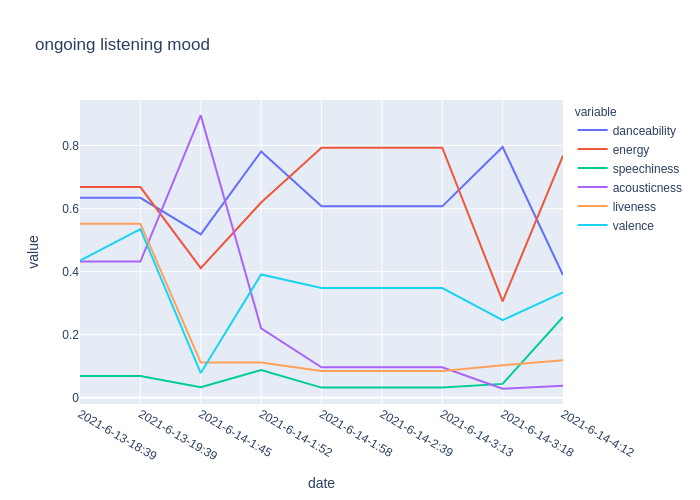 ongoing listening mood
variable
danceability
energy
speechiness
acousticness
liveness
valence
value
0.8
0.6
0.4
0.2
0
2021-6-13-18:39
2021-6-13-19:39
2021-6-14-1:45
2021-6-14-1:52
2021-6-14-1:58
2021-6-14-2:39
2021-6-14-3:13
2021-6-14-3:18
2021-6-14-4:12
date